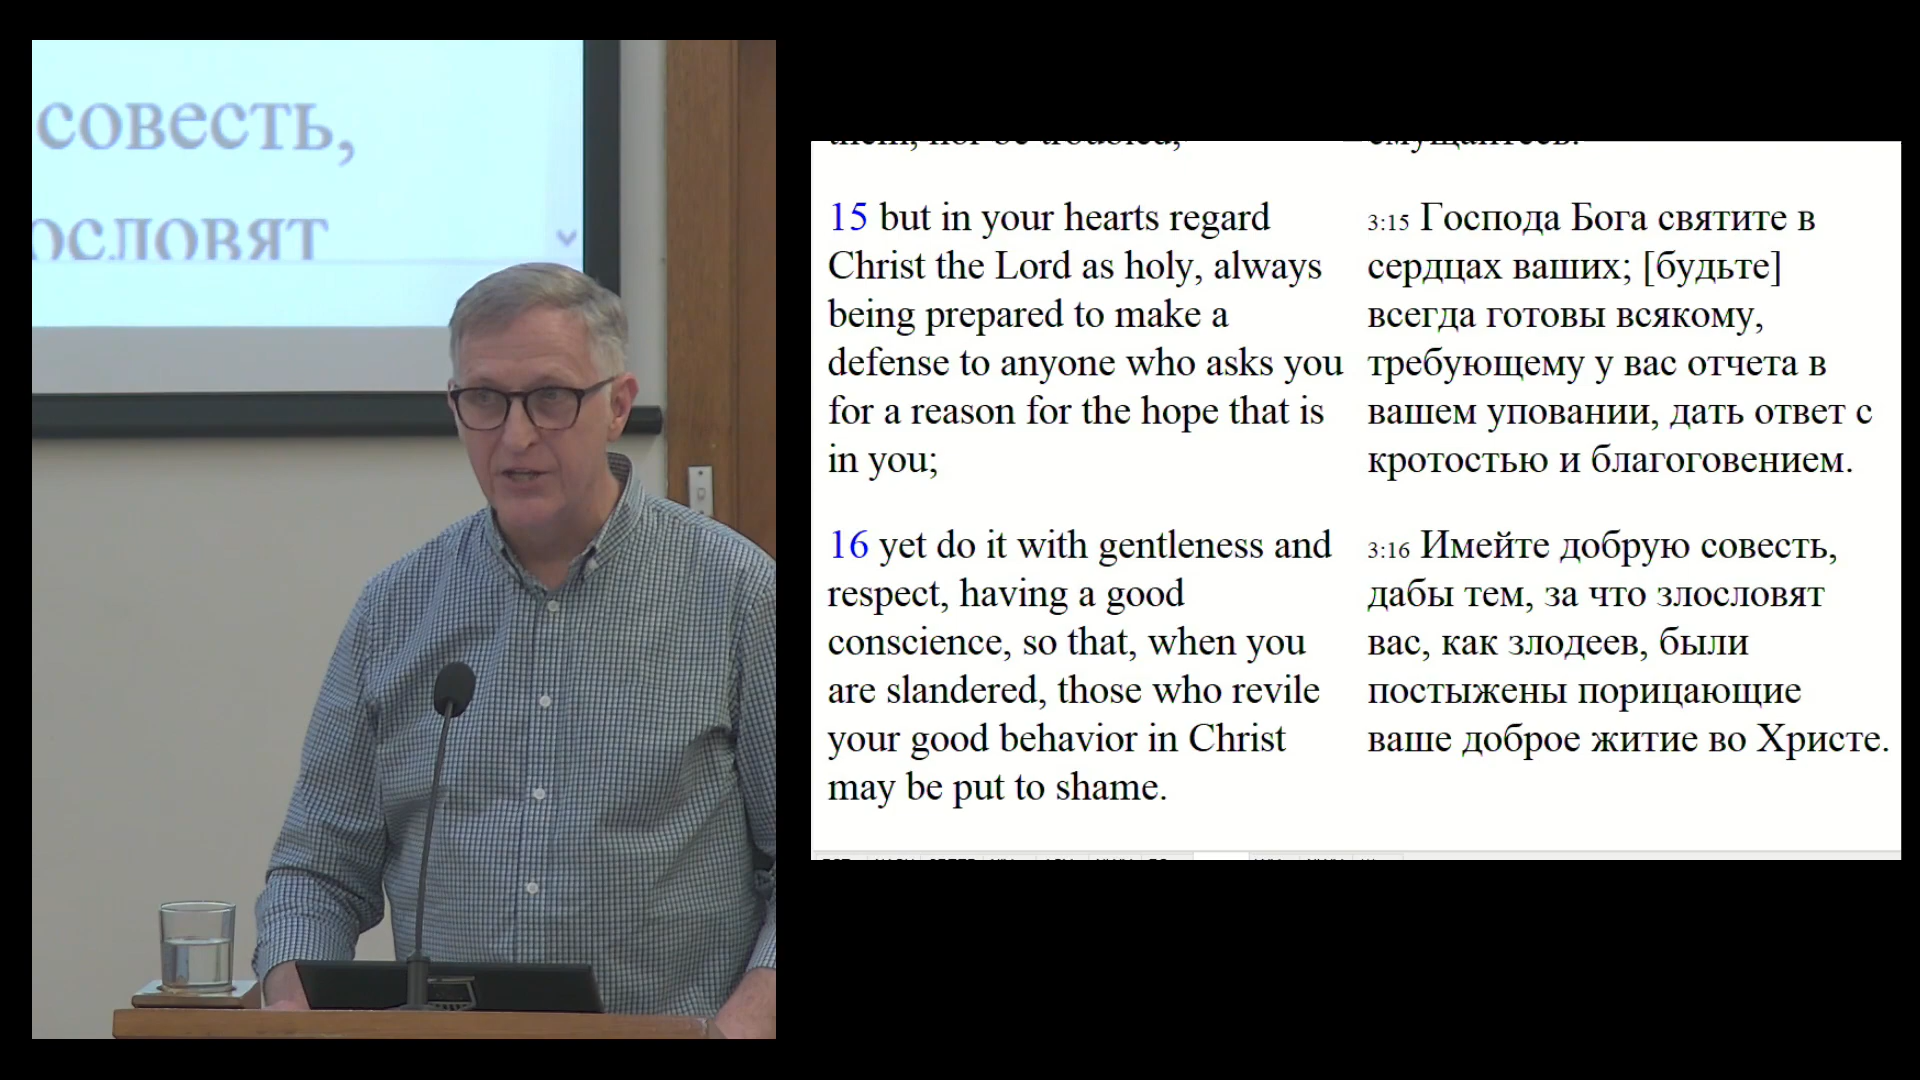 совесть,
ословят
them, nor be troubled;
15 but in your hearts regard
Christ the Lord as holy, always
being prepared to make a
defense to anyone who asks you
for a reason for the hope that is
in you;
16 yet do it with gentleness and
respect, having a good
conscience, so that, when you
are slandered, those who revile
your good behavior in Christ
may be put to shame.
смущайтесь.
3:15 Господа Бога святите в
сердцах ваших; [будьте]
всегда готовы всякому,
требующему у вас отчета в
вашем уповании, дать ответ с
кротостью и благоговением.
3:16 Имейте добрую совесть,
дабы тем, за что злословят
вас, как злодеев, были
постыжены порицающие
ваше доброе житие во Христе.